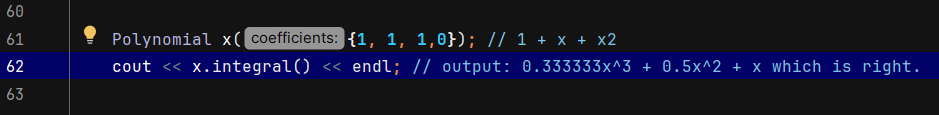 60
61 Polynomial x( coefficients: {1, 1, 1,0}); // 1 + x + x2
62 cout << x.integral() << endl; // output: 0.333333x^3 + 0.5x^2 + x which is right.
63